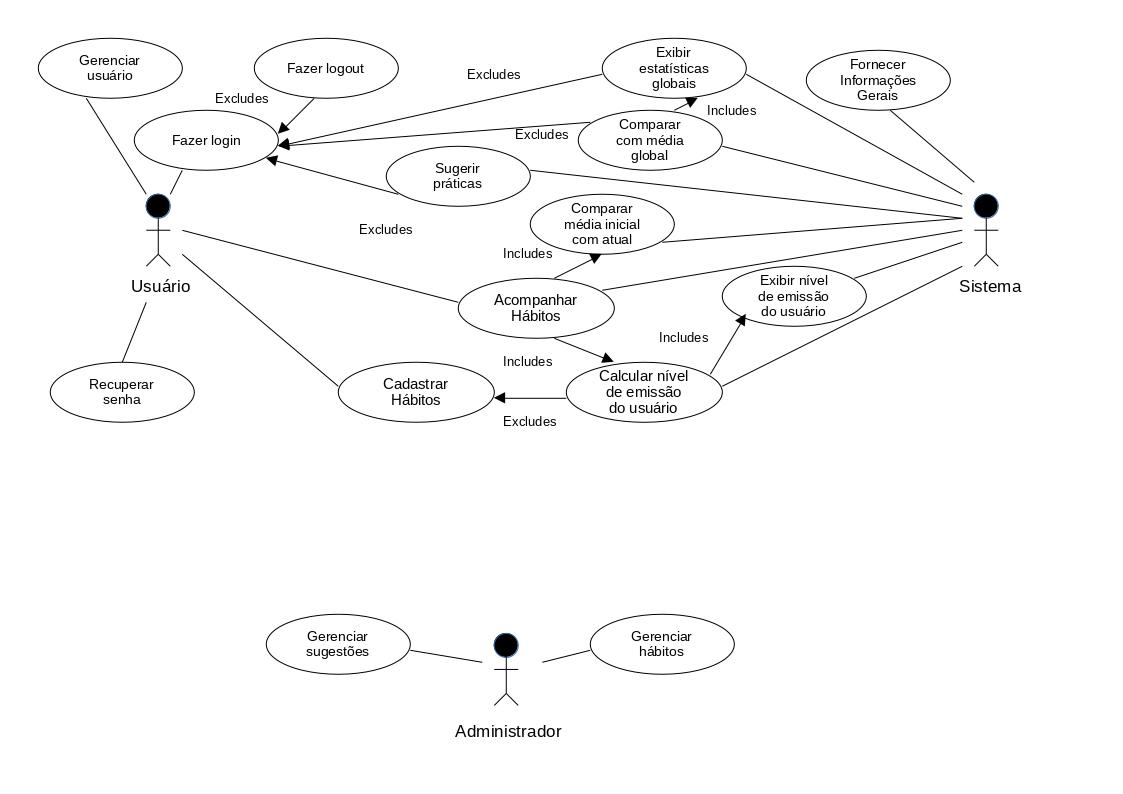 Gerenciar
usuário
Fazer logout
Excludes
Exibir
estatísticas
globais
Fornecer
Informações
Gerais
Excludes
Includes
Fazer login
Excludes
Comparar
com média
global
Sugerir
práticas
Comparar
média inicial
com atual
Excludes
Includes
Usuário
Sistema
Exibir nível
de emissão
do usuário
Acompanhar
Hábitos
Includes
Includes
Recuperar
senha
Cadastrar
Hábitos
Calcular nível
de emissão
do usuário
Excludes
Gerenciar
sugestões
Gerenciar
hábitos
Administrador